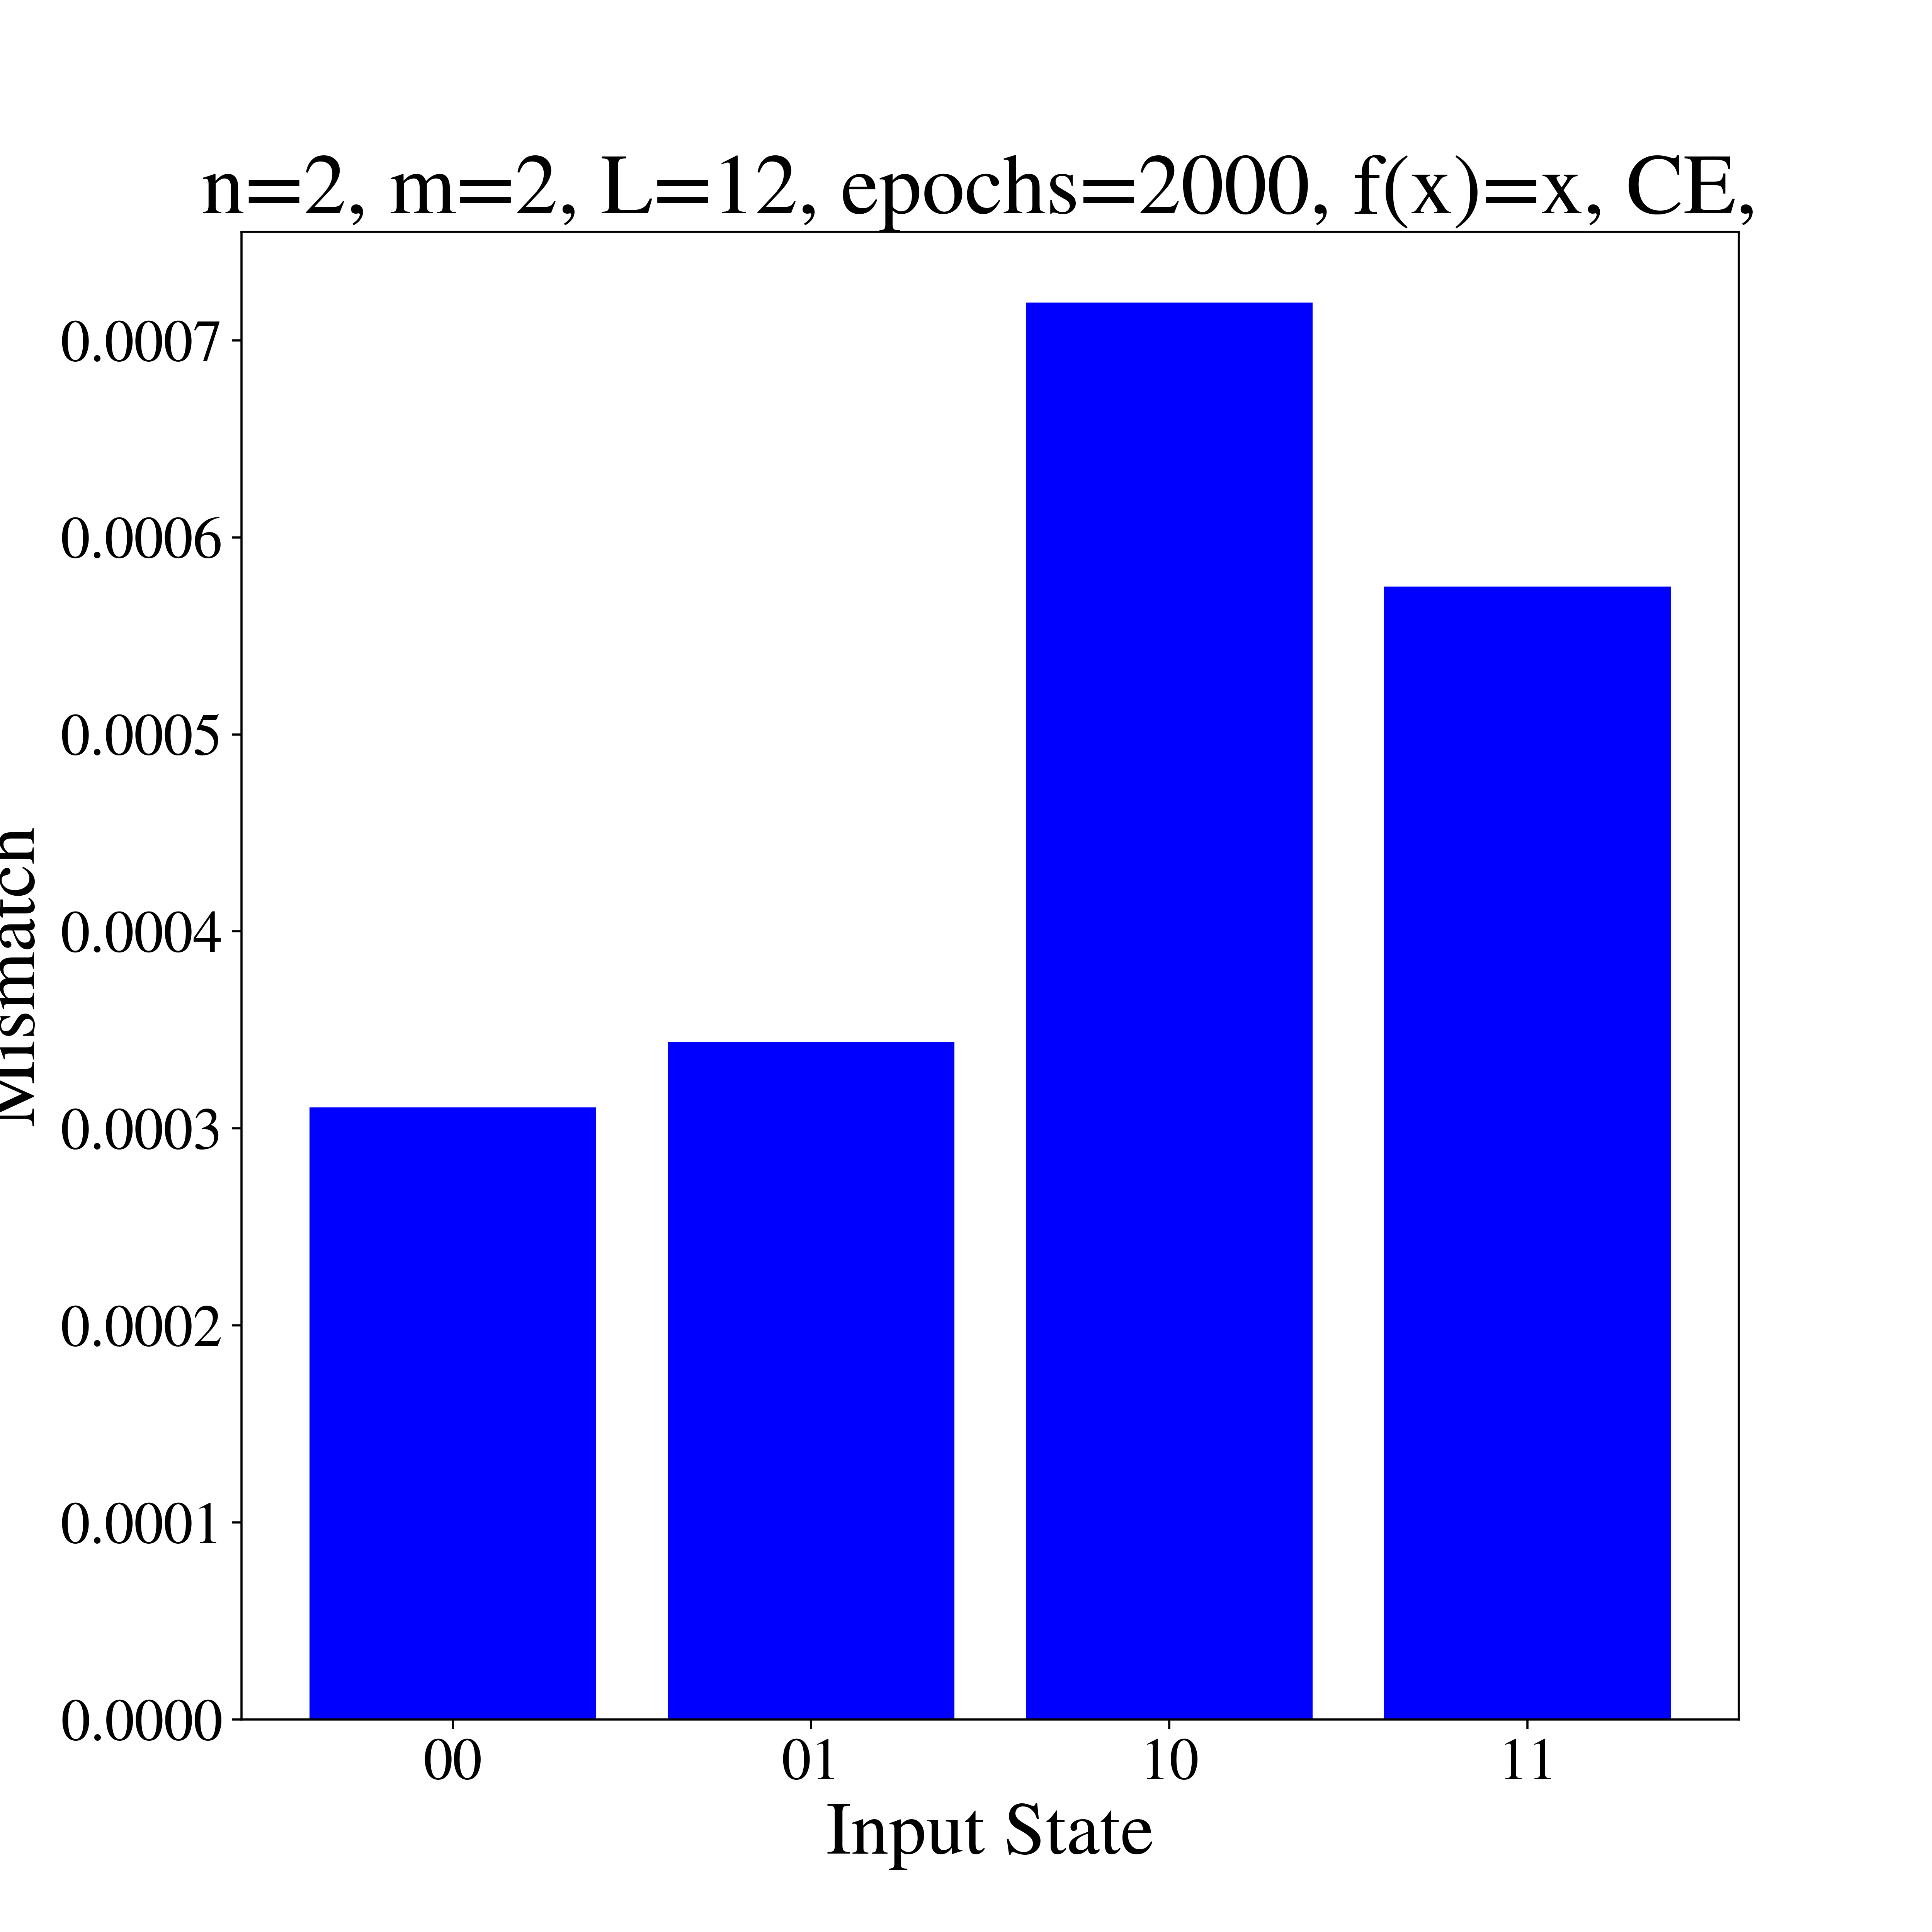 n=2, m=2, L=12, epochs=2000, f(x)=x, CE,
0.0007
0.0006
0.0005
0.0004
0.0003
0.0002
0.0001
0.0000
Mismatch
00 01 10 11
Input State